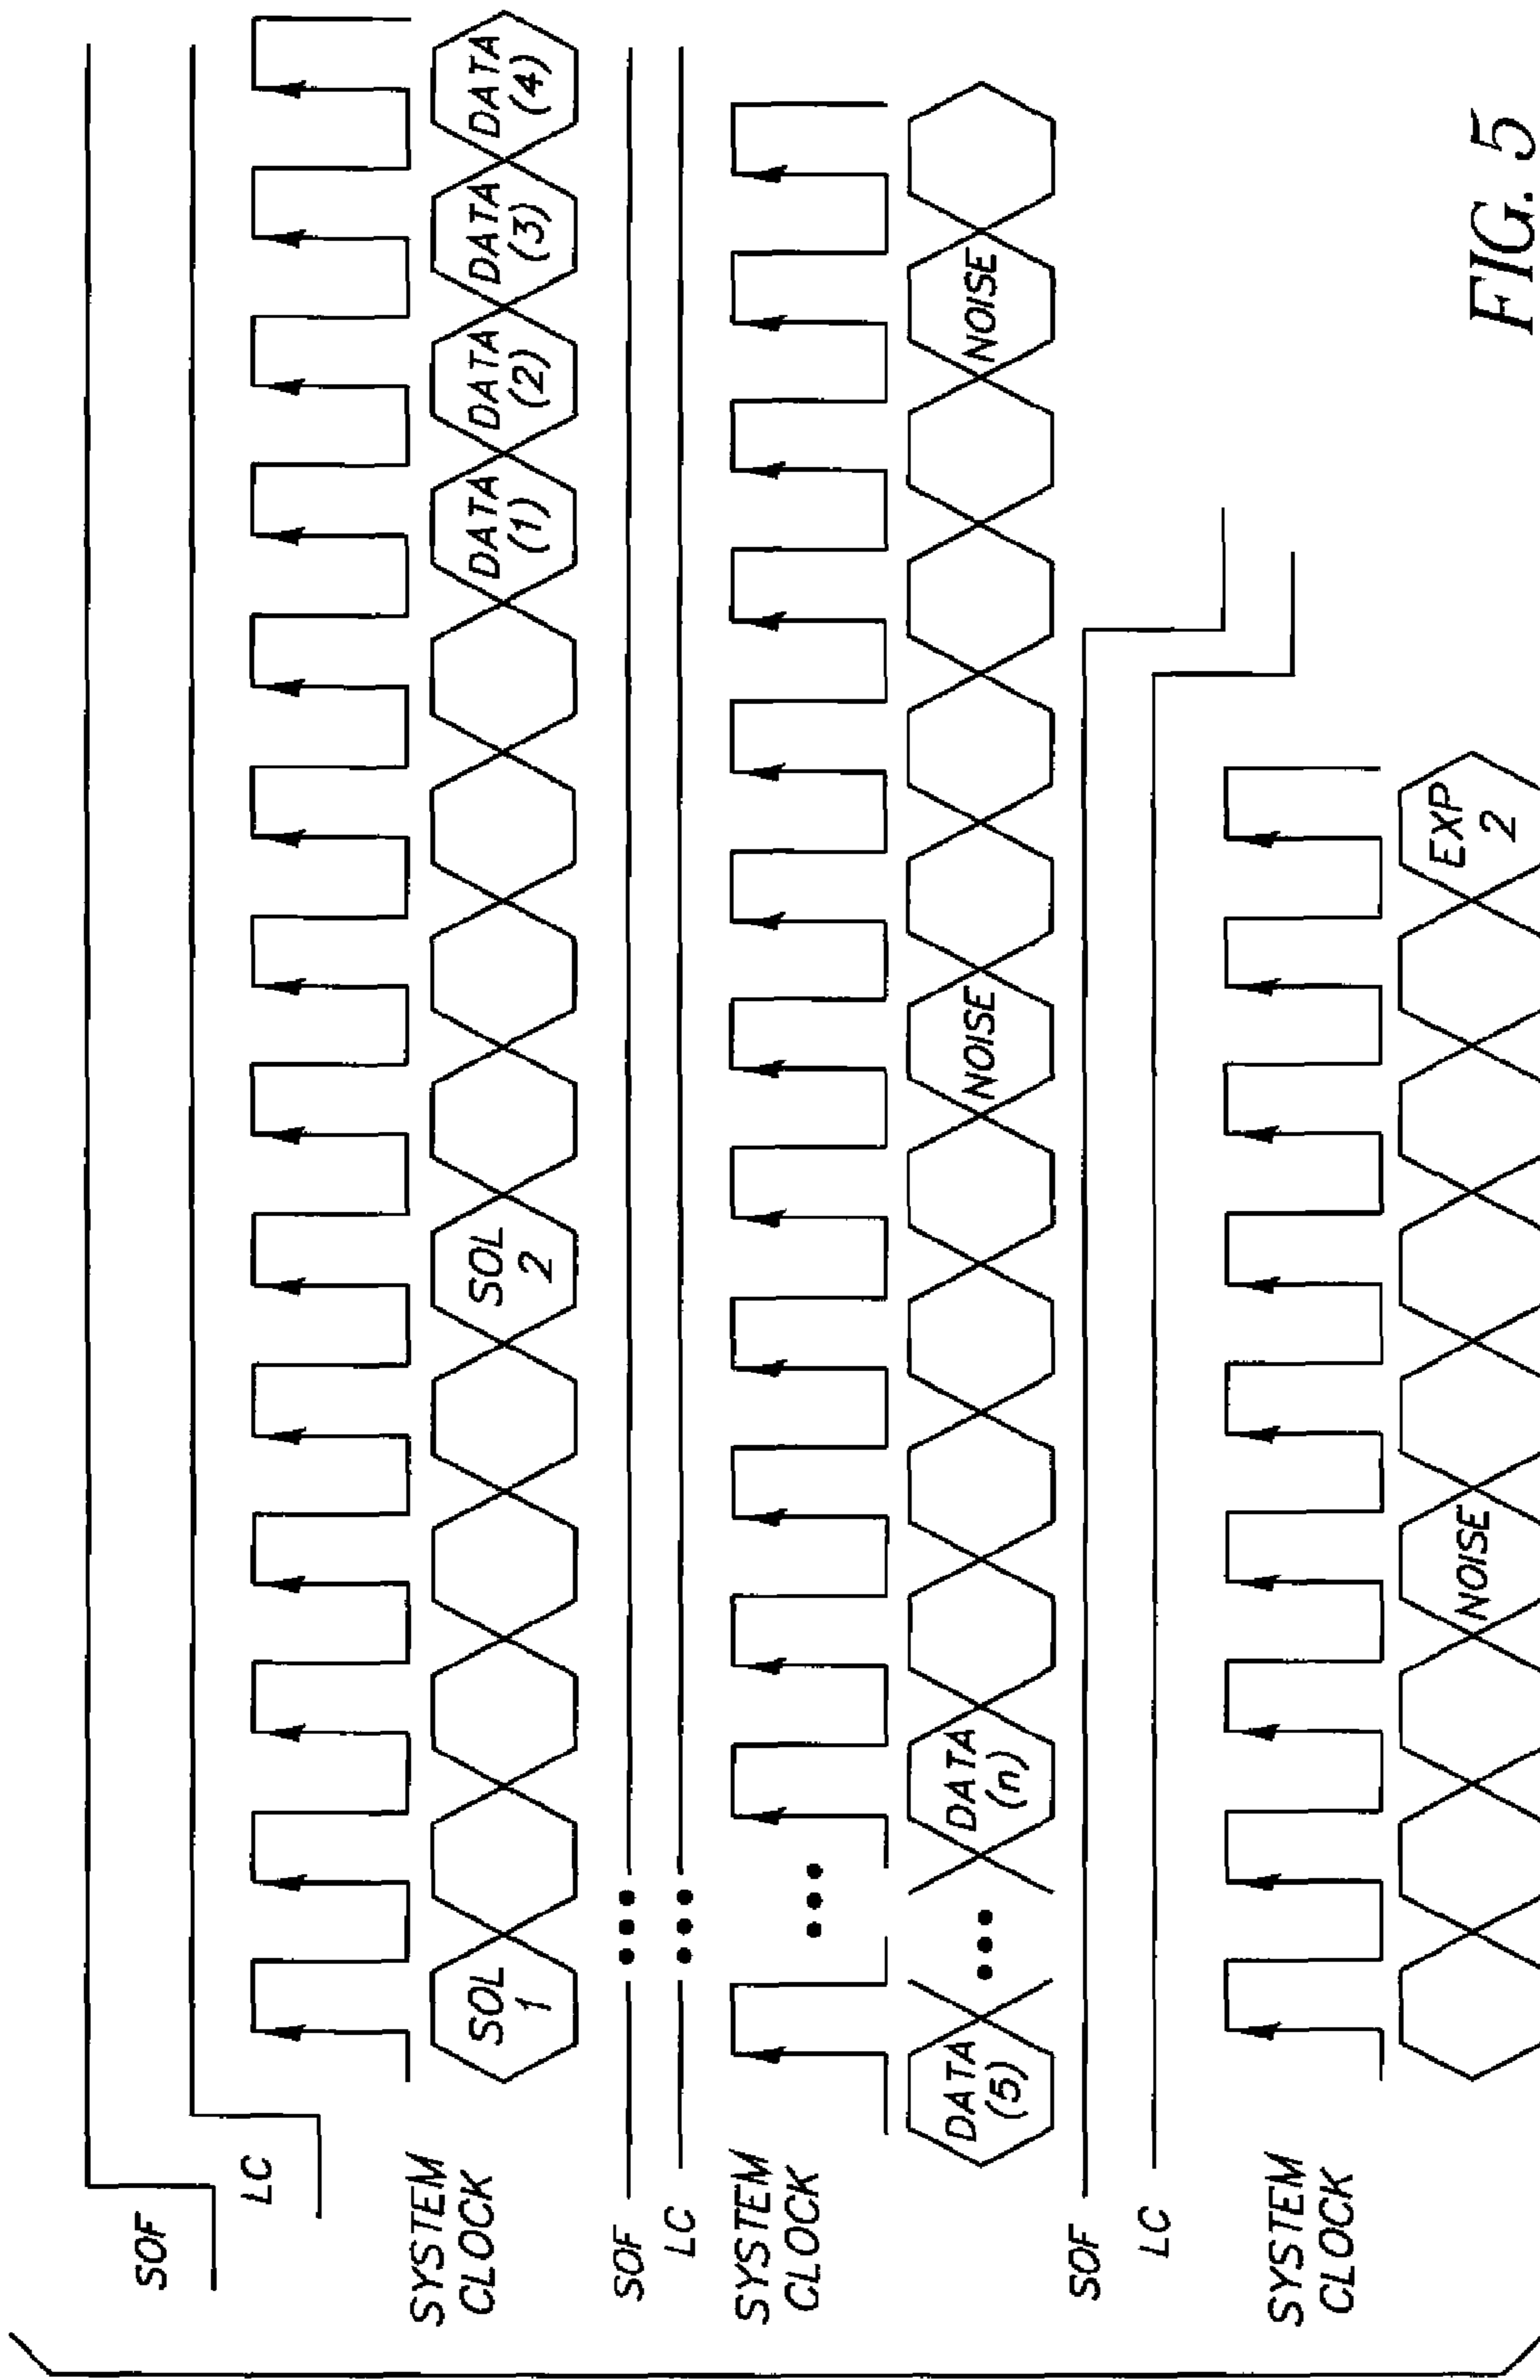 SOF
LC
SYSTEM
CLOCK
SOL
1
SOL
2
DATA
(1)
DATA
(2)
DATA
(3)
DATA
(4)
SOF
LC
SYSTEM
CLOCK
DATA
(5)
DATA
(n)
NOISE
NOISE
SOF
LC
SYSTEM
CLOCK
NOISE
EXP
2
FIG. 5